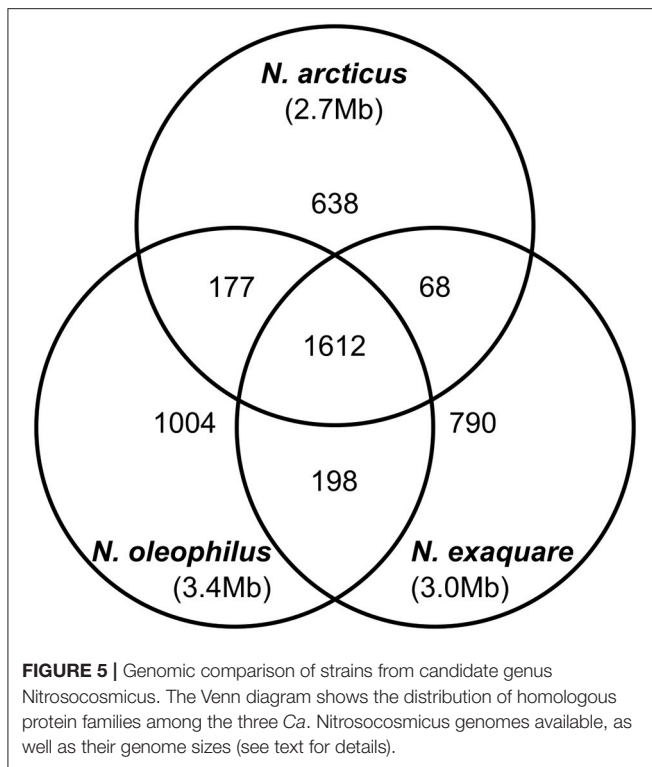 N. arcticus
(2.7Mb)
638
177
68
1612
1004
790
198
N. oleophilus
N. exaquare
(3.4Mb)
(3.0Mb)
FIGURE 5 | Genomic comparison of strains from candidate genus
Nitrosocosmicus. The Venn diagram shows the distribution of homologous
protein families among the three Ca. Nitrosocosmicus genomes available, as
well as their genome sizes (see text for details).